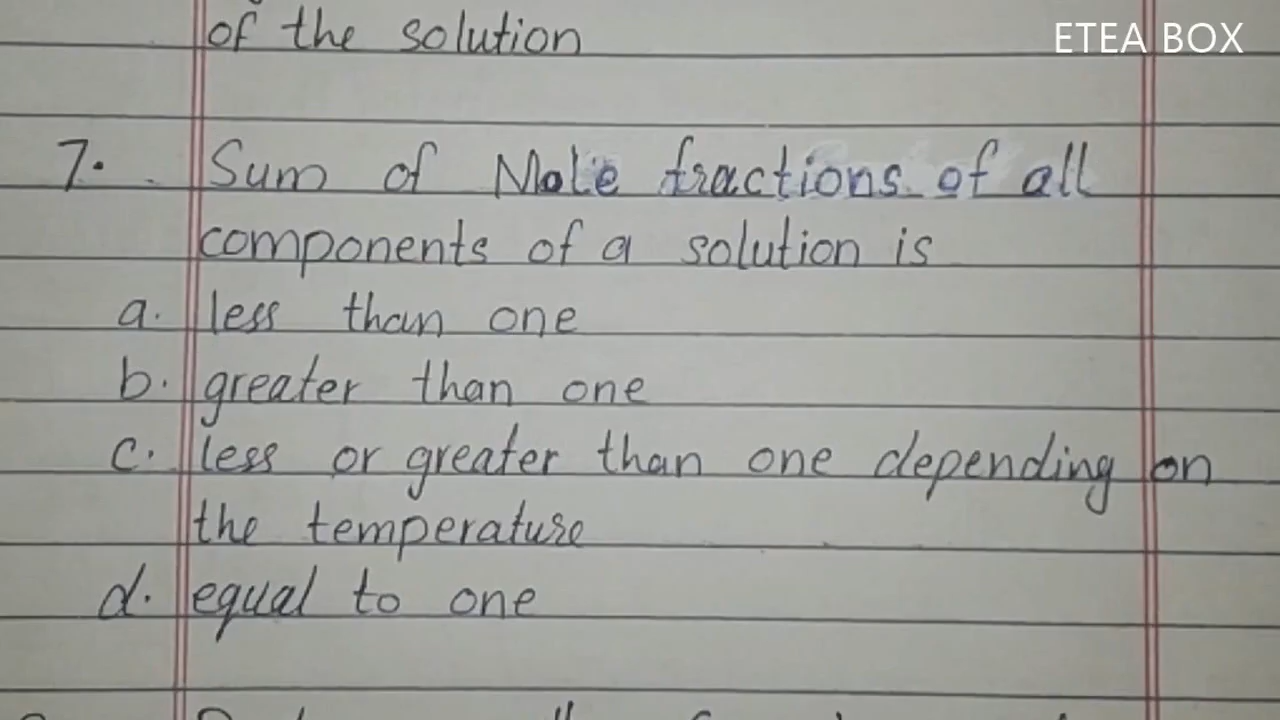 of the solution
ETEA BOX
7. Sum of Mole fractions of all
components of a solution is
a. less than one
b. greater than one
c. less or greater than one depending on
the temperature
d. equal to one